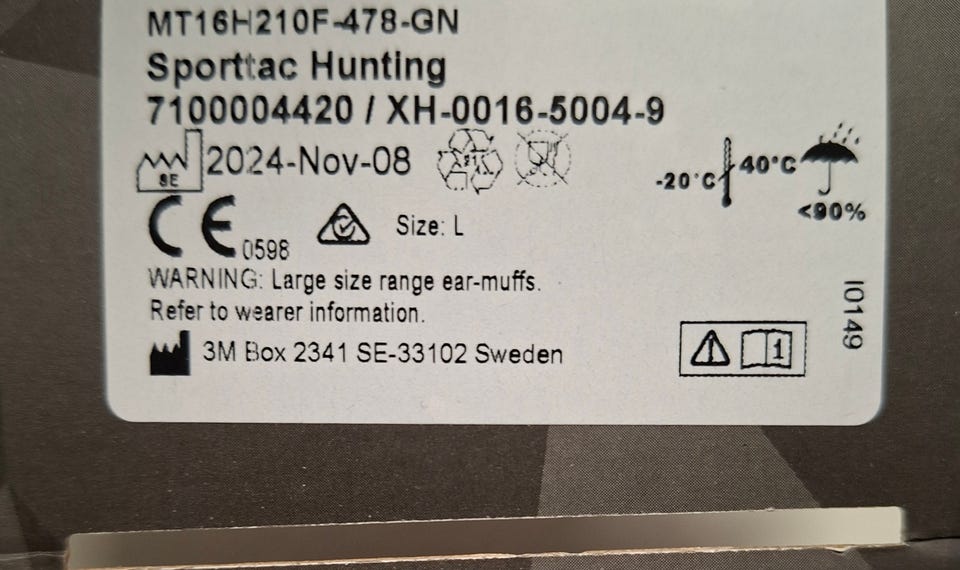 MT16H210F-478-GN
Sporttac Hunting
7100004420 / XH-0016-5004-9
SE 2024-Nov-08
-20°C 40°C
<90%
CE 0598 Size: L
WARNING: Large size range ear-muffs.
Refer to wearer information.
3M Box 2341 SE-33102 Sweden
1
I0149